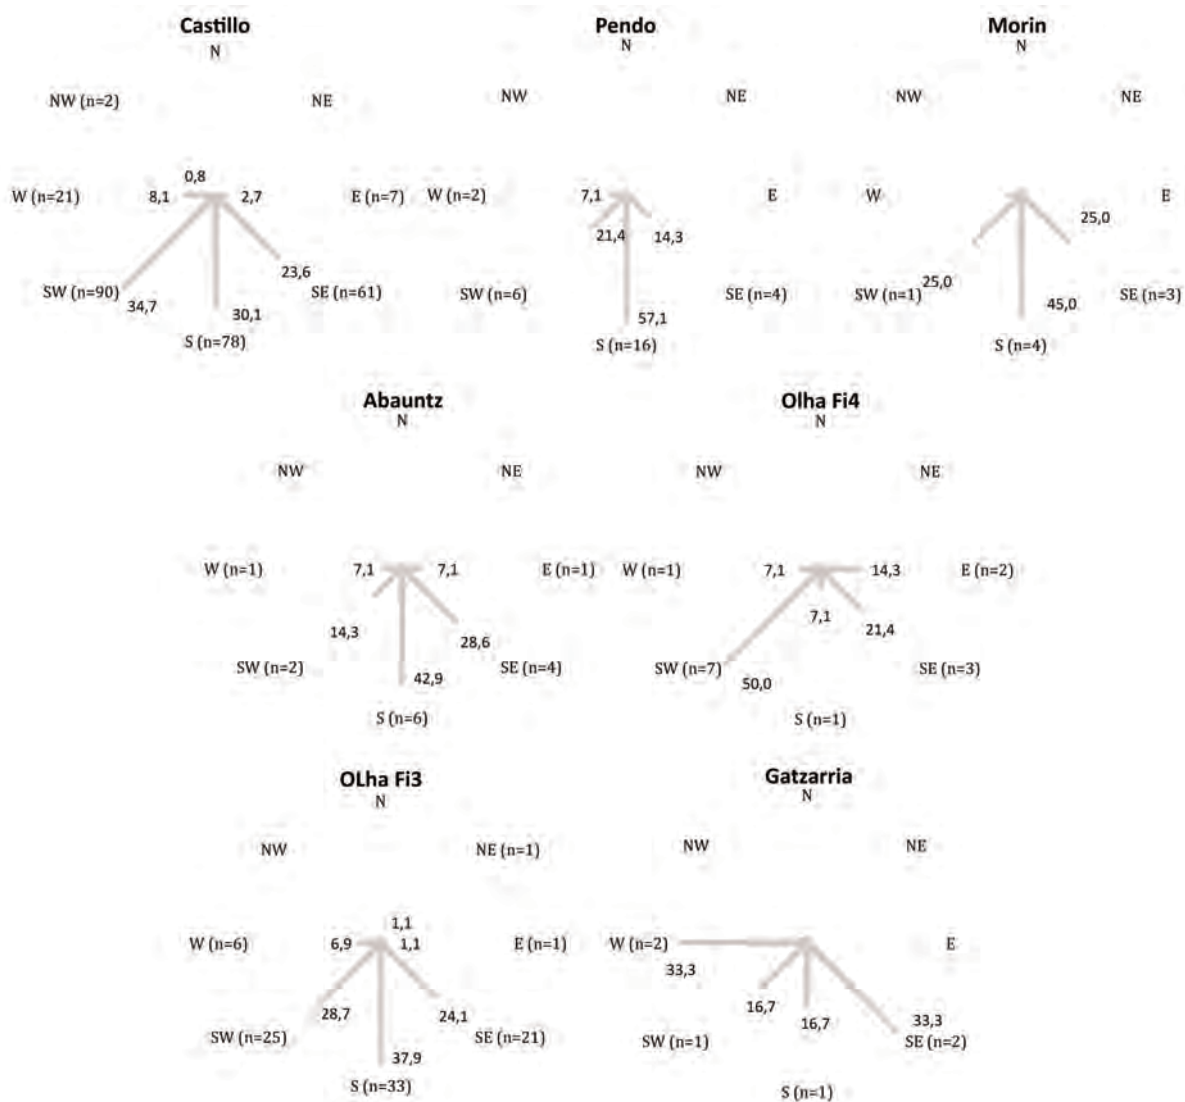 Castillo
N
NW (n=2)
NE
0,8
W (n=21)
8,1
2,7
E (n=7)
23,6
SW (n=90)
SE (n=61)
34,7
30,1
S (n=78)
Pendo
N
NW
NE
W (n=2)
7,1
E
21,4
14,3
SW (n=6)
SE (n=4)
57,1
S (n=16)
Morin
N
NW
NE
W
E
25,0
25,0
SW (n=1)
SE (n=3)
45,0
S (n=4)
Abauntz
N
NW
NE
W (n=1)
7,1
7,1
E (n=1)
14,3
28,6
SW (n=2)
SE (n=4)
42,9
S (n=6)
Olha Fi4
N
NW
NE
W (n=1)
7,1
14,3
E (n=2)
7,1
21,4
SW (n=7)
SE (n=3)
50,0
S (n=1)
OLha Fi3
N
NW
NE (n=1)
1,1
W (n=6)
6,9
1,1
E (n=1)
28,7
24,1
SW (n=25)
SE (n=21)
37,9
S (n=33)
Gatzarria
N
NW
NE
W (n=2)
E
33,3
16,7
16,7
33,3
SW (n=1)
SE (n=2)
S (n=1)